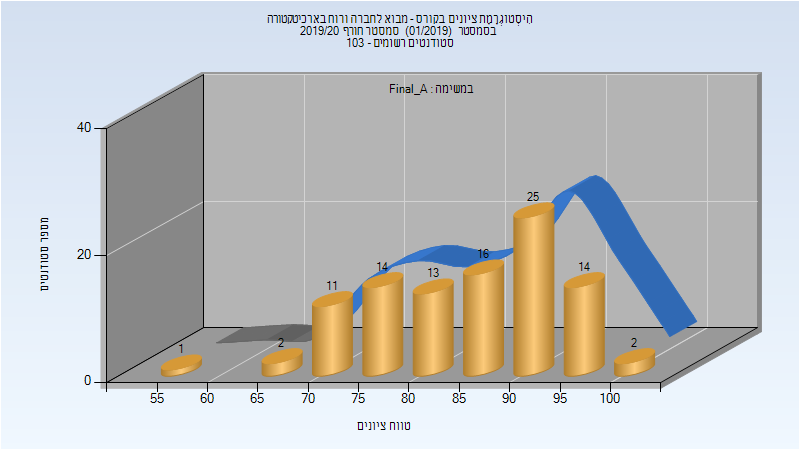 היסטוגרמת ציונים בקורס - מבוא לחברה ורוח בארכיטקטורה
בסמסטר (01/2019) סמסטר חורף 2019/20
סטודנטים רשומים - 103
במשימה : Final_A
מספר סטודנטים
40
20
0
1
2
11
14
13
16
25
14
2
55 60 65 70 75 80 85 90 95 100
טווח ציונים